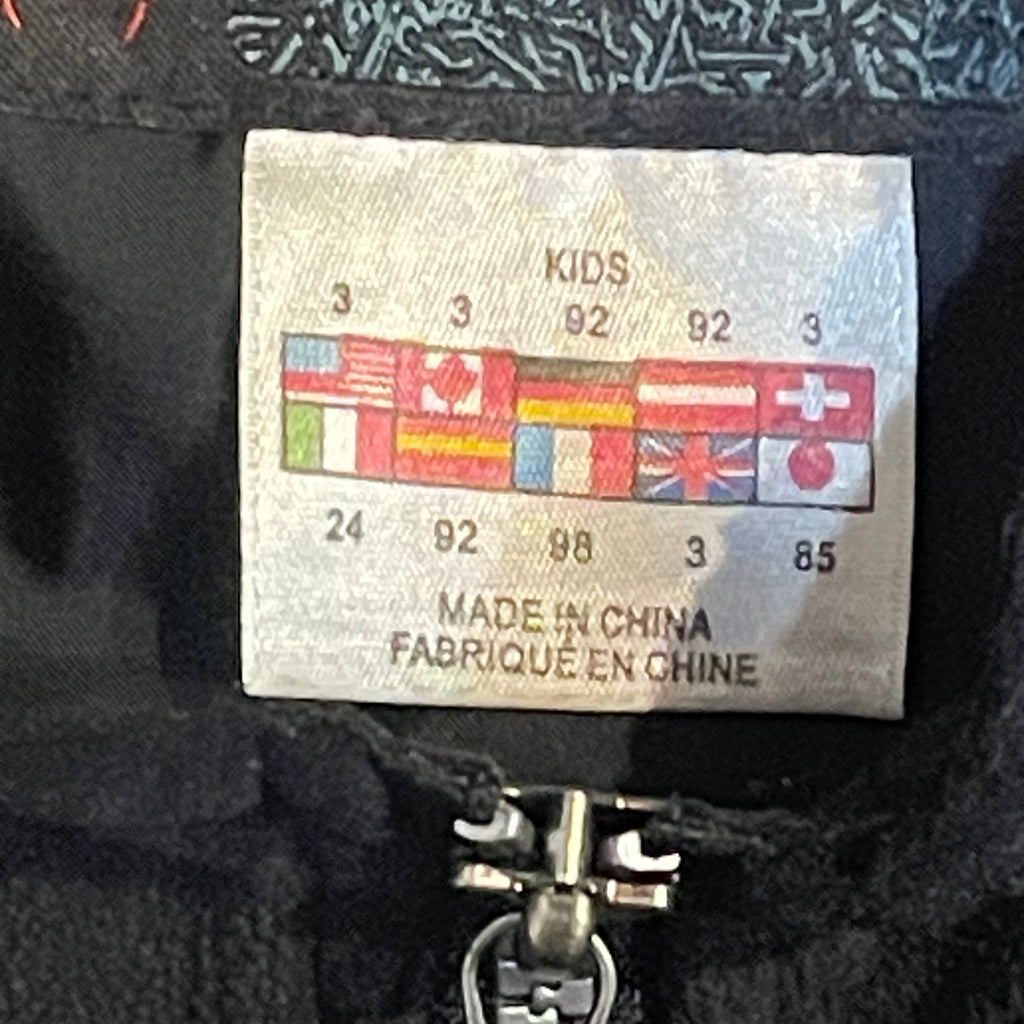 KIDS
3 3 92 92 3
24 92 98 3 85
MADE IN CHINA
FABRIQUÉ EN CHINE